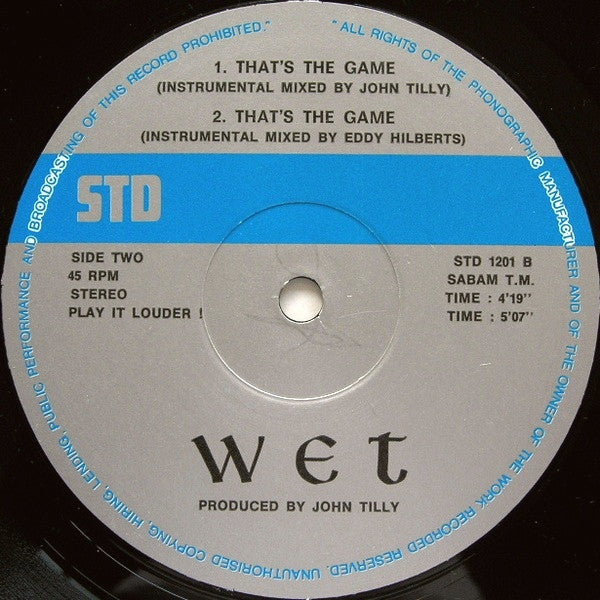 "ALL RIGHTS OF THE PHONOGRAPHIC MANUFACTURER AND OF THE OWNER OF THE WORK RECORDED RESERVED. UNAUTHORISED COPYING, HIRING, LENDING, PUBLIC PERFORMANCE AND BROADCASTING OF THIS RECORD PROHIBITED."
1. THAT'S THE GAME
(INSTRUMENTAL MIXED BY JOHN TILLY)
2. THAT'S THE GAME
(INSTRUMENTAL MIXED BY EDDY HILBERTS)
STD
SIDE TWO
45 RPM
STEREO
PLAY IT LOUDER !
STD 1201 B
SABAM T.M.
TIME : 4'19''
TIME : 5'07''
wet
PRODUCED BY JOHN TILLY